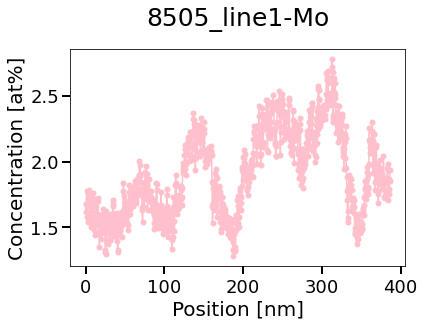 8505_line1-Mo
Concentration [at%]
2.5
2.0
1.5
0 100 200 300 400
Position [nm]